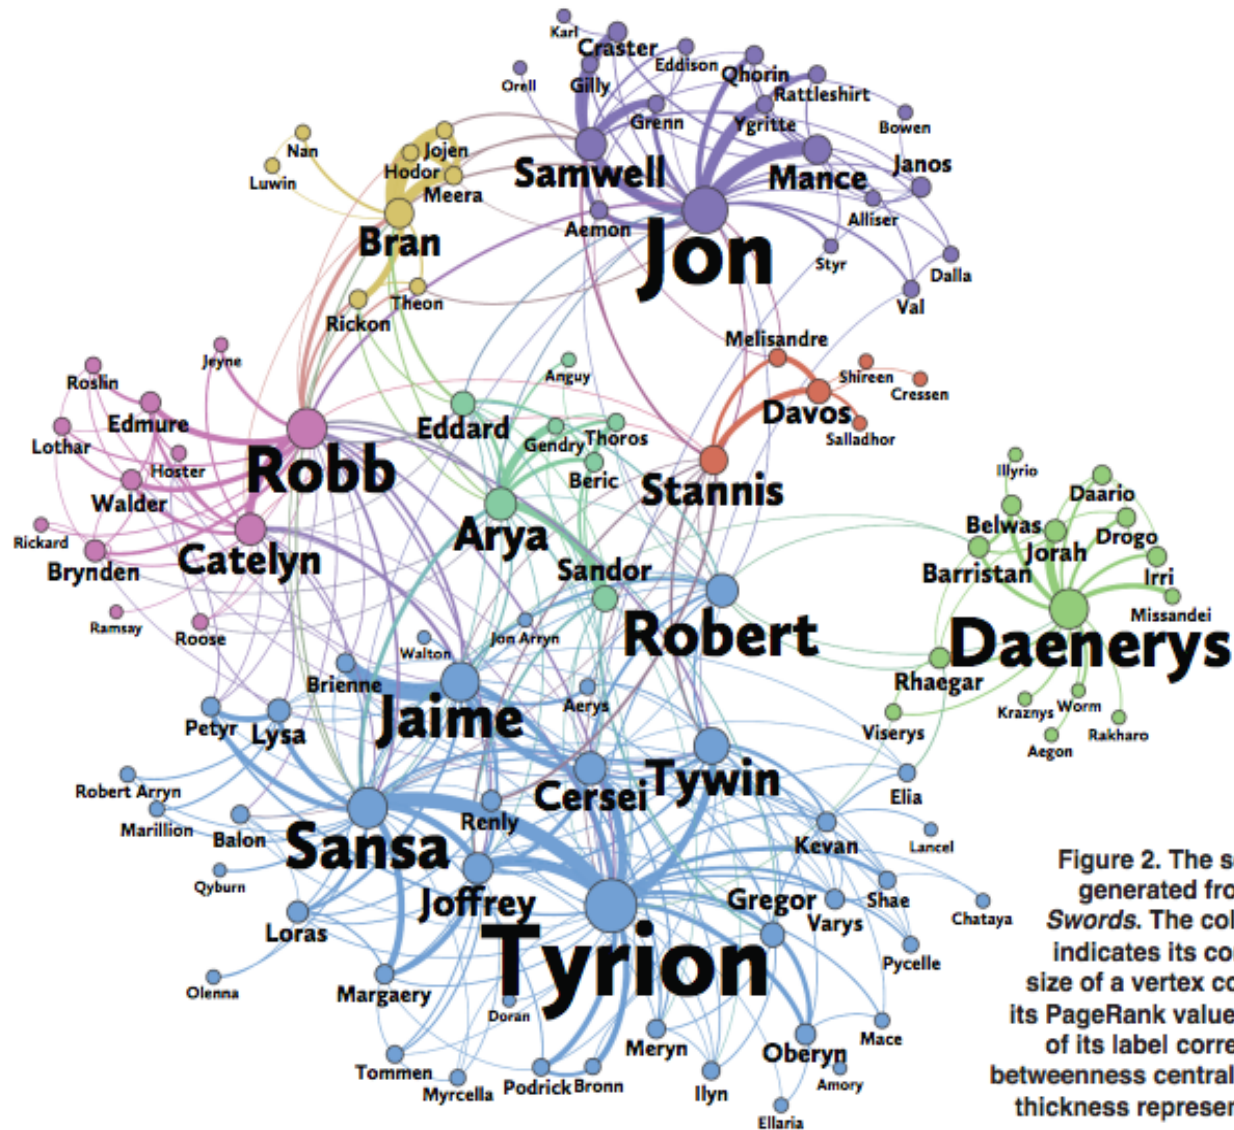 Karl
Craster
Eddison
Orell
Gilly
Qhorin
Rattleshirt
Grenn
Ygritte
Bowen
Nan
Jojen
Hodor
Luwin
Meera
Samwell
Mance
Janos
Alliser
Aemon
Bran
Jon
Styr
Dalla
Theon
Rickon
Val
Melisandre
Jeyne
Roslin
Anguy
Shireen
Cressen
Edmure
Eddard
Davos
Lothar
Gendry
Thoros
Salladhor
Hoster
Robb
Beric
Stannis
Illyrio
Daario
Walder
Belwas
Drogo
Rickard
Catelyn
Arya
Jorah
Brynden
Sandor
Barristan
Irri
Missandei
Ramsay
Roose
Jon Arryn
Robert
Daenerys
Walton
Brienne
Rhaegar
Petyr
Lysa
Jaime
Aerys
Viserys
Kraznys
Worm
Rakharo
Aegon
Robert Arryn
Cersei
Tywin
Elia
Marillion
Balon
Sansa
Renly
Kevan
Lancel
Qyburn
Joffrey
Gregor
Varys
Shae
Chataya
Loras
Tyrion
Pycelle
Olenna
Margaery
Doran
Meryn
Oberyn
Mace
Tommen
Myrcella
Podrick
Bronn
Ilyn
Amory
Ellaria
Figure 2. The s
generated fro
Swords. The col
indicates its co
size of a vertex co
its PageRank value
of its label corre
betweenness central
thickness represen